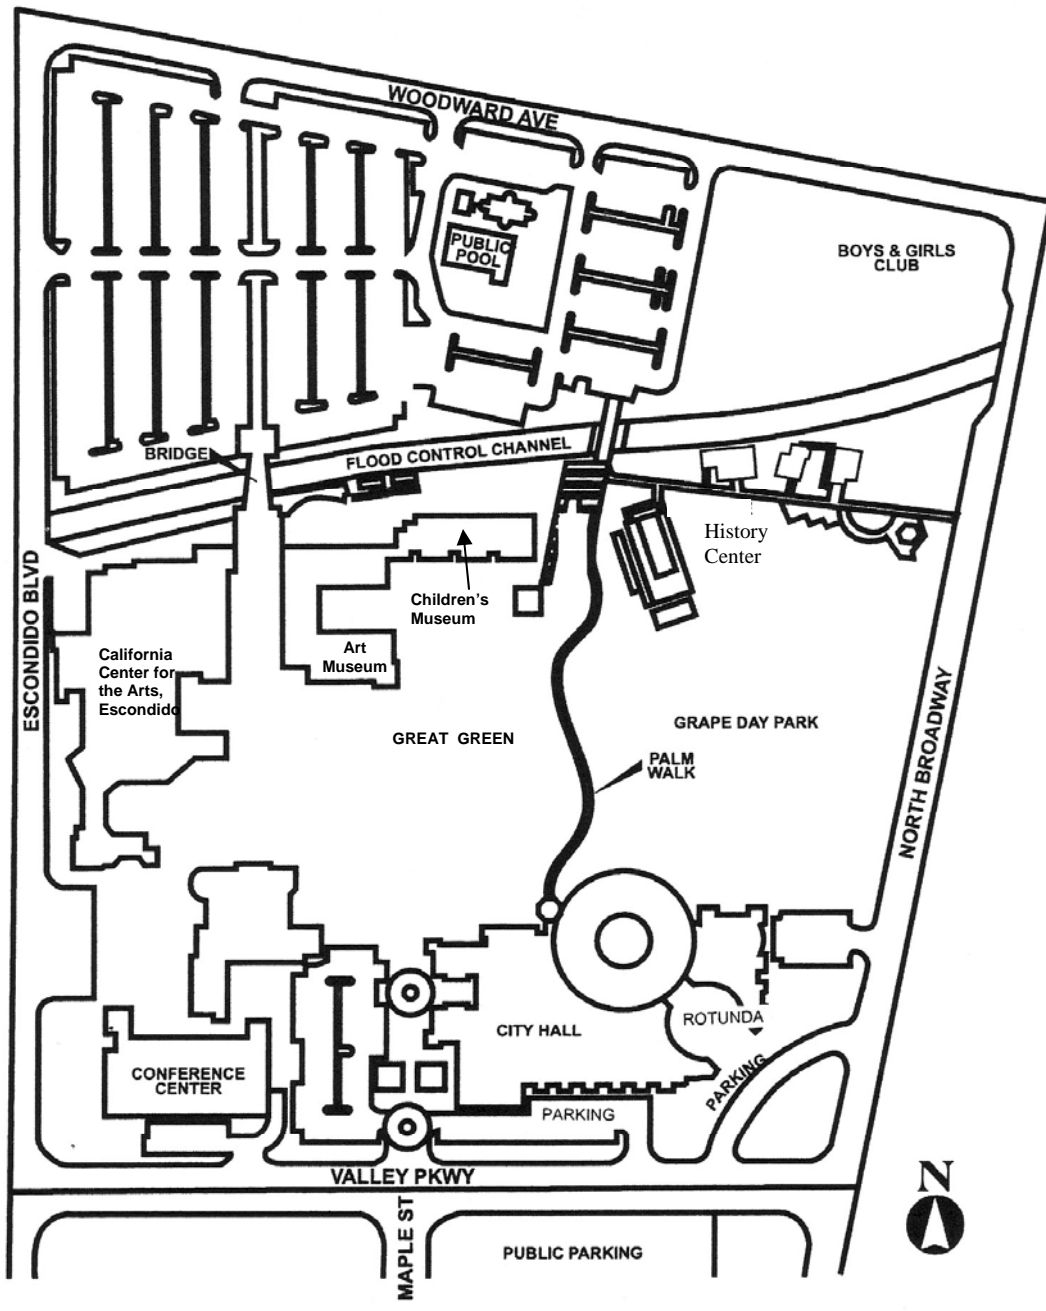 WOODWARD AVE
PUBLIC
POOL
BOYS & GIRLS
CLUB
BRIDGE
FLOOD CONTROL CHANNEL
History
Center
Children's
Museum
ESCONDIDO BLVD
California
Center for
the Arts,
Escondido
Art
Museum
GREAT GREEN
GRAPE DAY PARK
PALM
WALK
NORTH BROADWAY
CITY HALL
ROTUNDA
CONFERENCE
CENTER
PARKING
PARKING
VALLEY PKWY
MAPLE ST
PUBLIC PARKING
N